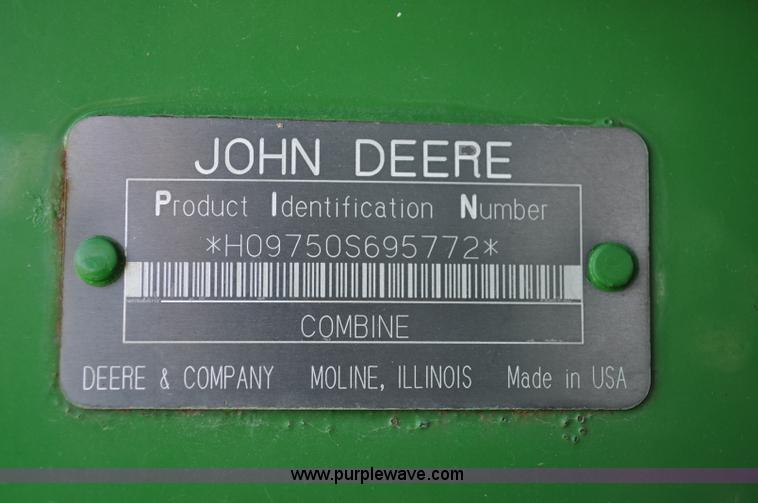 JOHN DEERE
Product Identification Number
*H09750S695772*
COMBINE
DEERE & COMPANY MOLINE, ILLINOIS Made in USA
www.purplewave.com